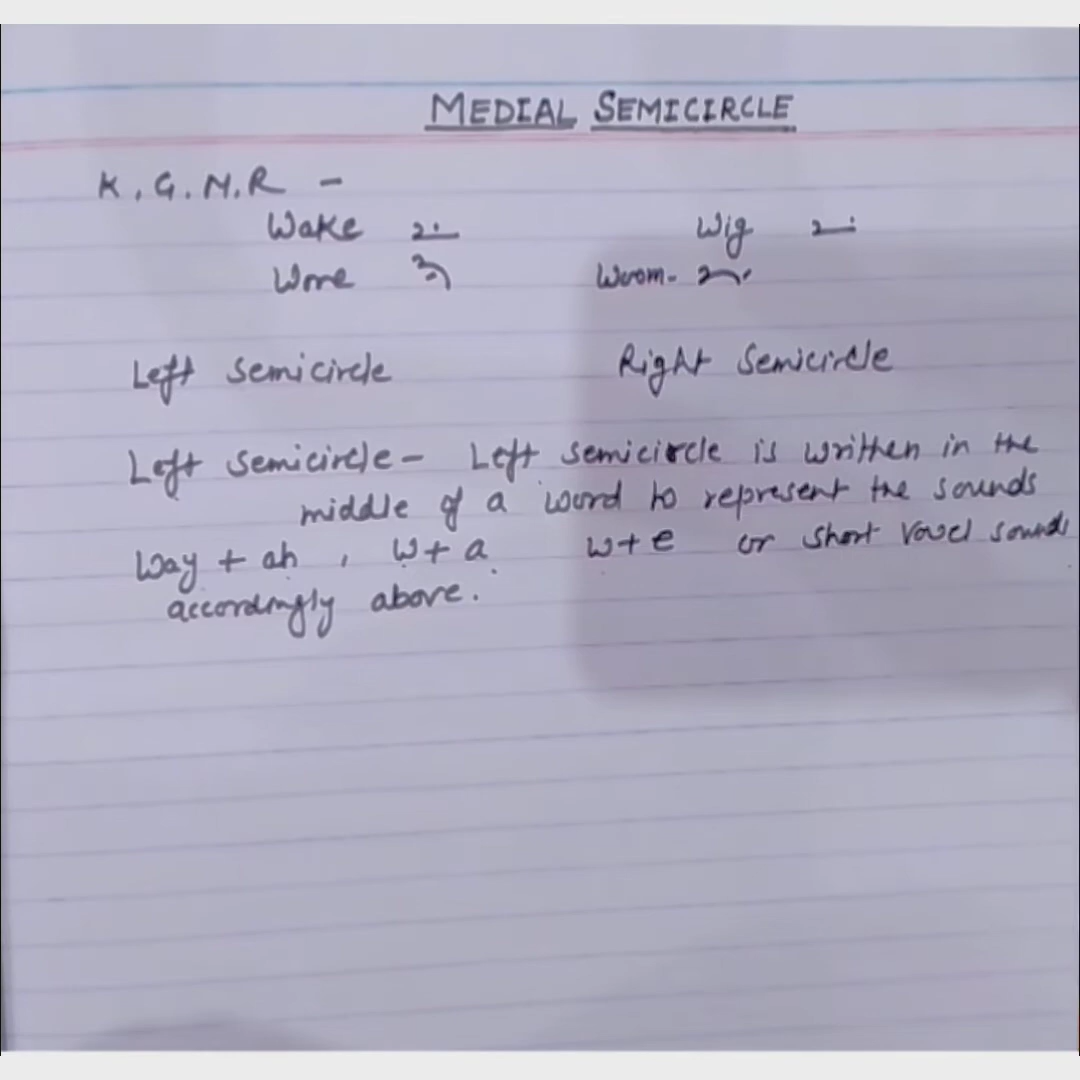 MEDIAL SEMICIRCLE
K, G. M. R -
Wake Wig
Wore Woom-
Left semicircle Right Semicircle
Left semicircle - Left semicircle is written in the
middle of a word to represent the sounds
Way + ah, w + a w + e or short vowel sounds
accordingly above.